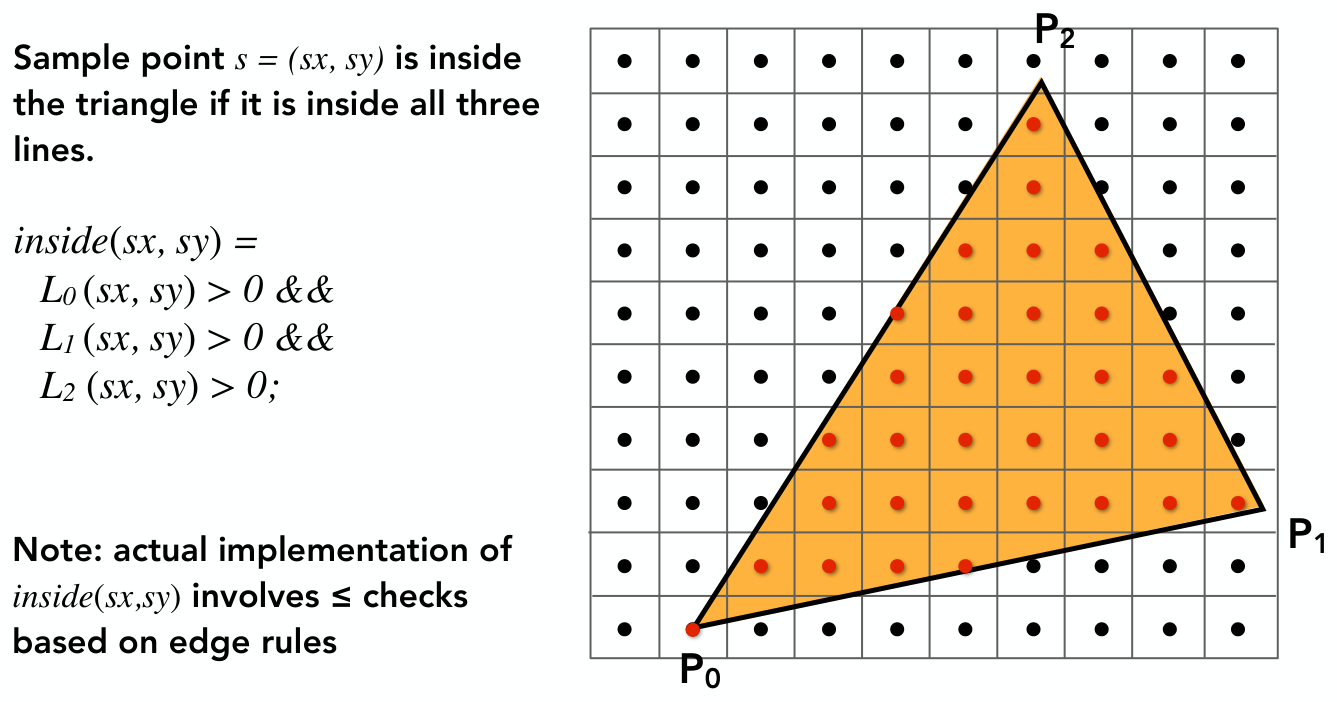 Sample point s = (sx, sy) is inside
the triangle if it is inside all three
lines.
inside(sx, sy) =
L₀ (sx, sy) > 0 &&
L₁ (sx, sy) > 0 &&
L₂ (sx, sy) > 0;
Note: actual implementation of
inside(sx,sy) involves ≤ checks
based on edge rules
P₂
P₁
P₀